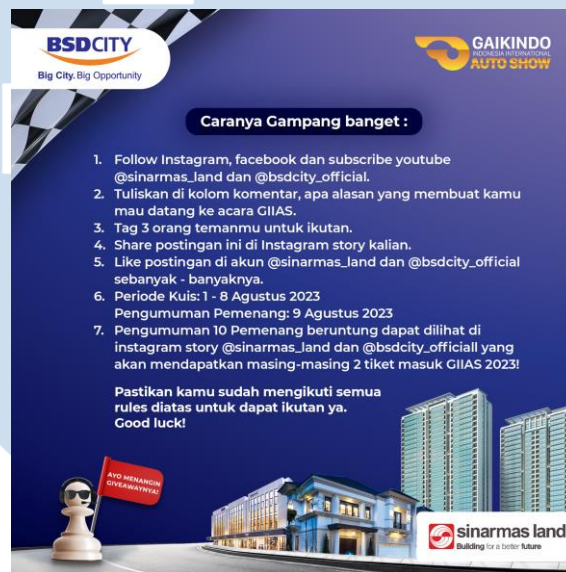 BSDCITY
Big City. Big Opportunity
GAIKINDO
INDONESIA INTERNATIONAL
AUTO SHOW
Caranya Gampang banget :
1. Follow Instagram, facebook dan subscribe youtube
@sinarmas_land dan @bsdcity_official.
2. Tuliskan di kolom komentar, apa alasan yang membuat kamu
mau datang ke acara GIIAS.
3. Tag 3 orang temanmu untuk ikutan.
4. Share postingan ini di Instagram story kalian.
5. Like postingan di akun @sinarmas_land dan @bsdcity_official
sebanyak - banyaknya.
6. Periode Kuis: 1 - 8 Agustus 2023
Pengumuman Pemenang: 9 Agustus 2023
7. Pengumuman 10 Pemenang beruntung dapat dilihat di
instagram story @sinarmas_land dan @bsdcity_officiall yang
akan mendapatkan masing-masing 2 tiket masuk GIIAS 2023!
Pastikan kamu sudah mengikuti semua
rules diatas untuk dapat ikutan ya.
Good luck!
AYO MENANGIN
GIVEAWAYNYA!
sinarmas land
Building for a better future